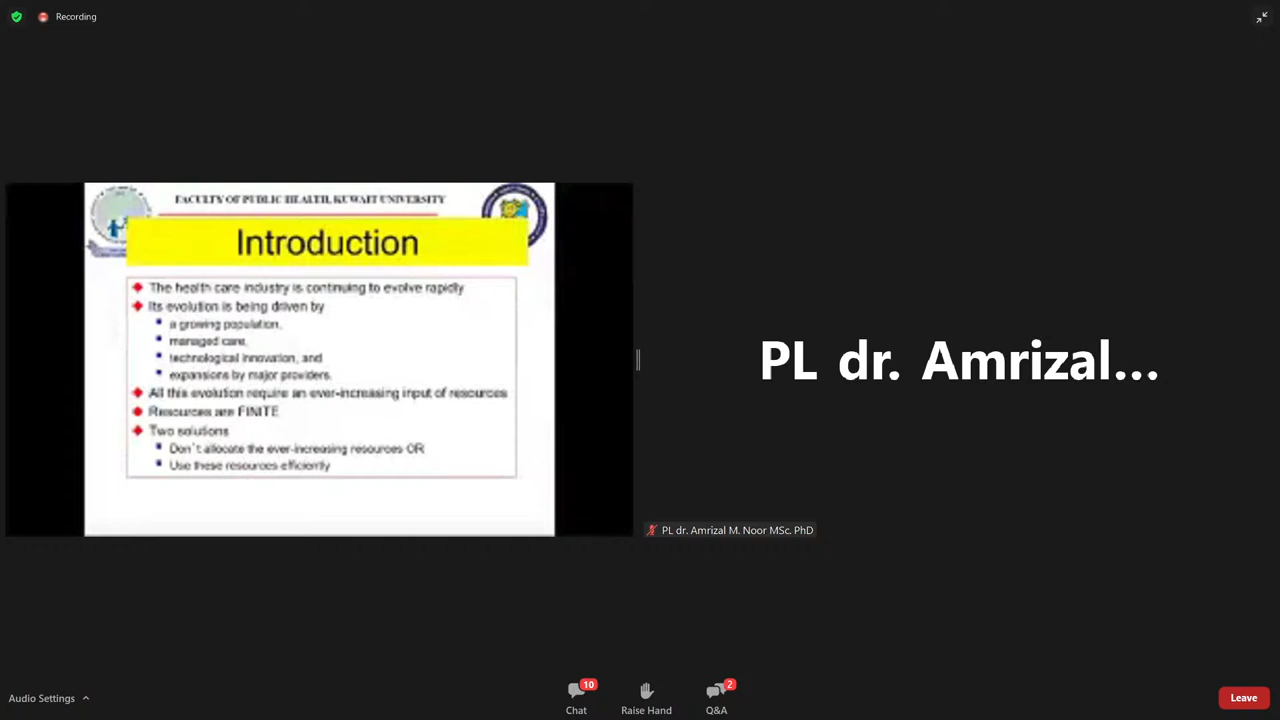 Recording
FACULTY OF PUBLIC HEALTH, KUWAIT UNIVERSITY
Introduction
The health care industry is continuing to evolve rapidly
Its evolution is being driven by
a growing population,
managed care,
technological innovation, and
expansions by major providers.
All this evolution require an ever-increasing input of resources
Resources are FINITE
Two solutions
Don't allocate the ever-increasing resources OR
Use these resources efficiently
PL dr. Amrizal...
PL dr. Amrizal M. Noor MSc. PhD
Audio Settings
10
Chat
Raise Hand
2
Q&A
Leave